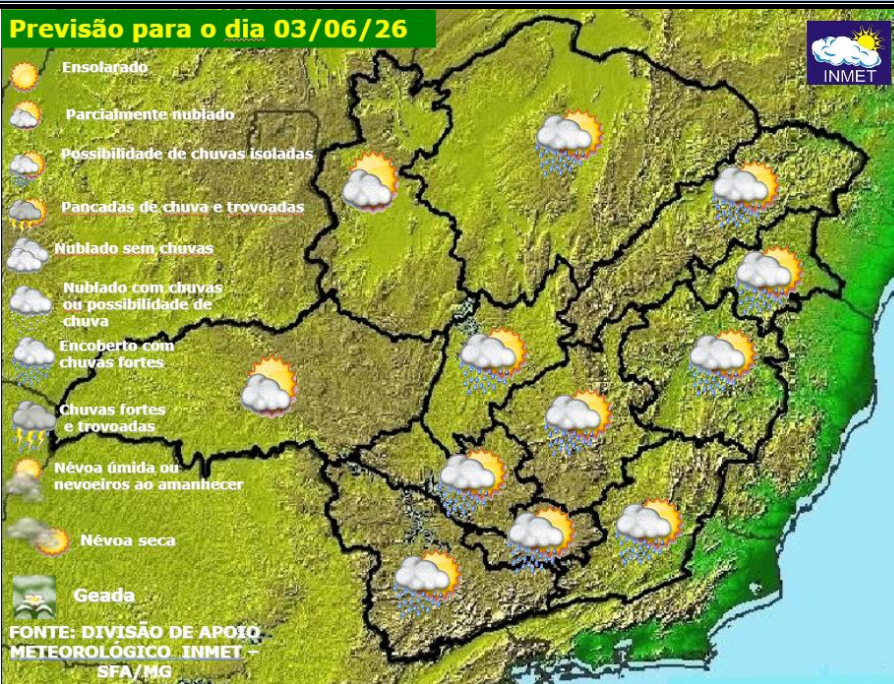 Previsão para o dia 03/06/26
INMET
Ensolarado
Parcialmente nublado
Possibilidade de chuvas isoladas
Pancadas de chuva e trovoadas
Nublado sem chuvas
Nublado com chuvas
ou possibilidade de
chuva
Encoberto com
chuvas fortes
Chuvas fortes
e trovoadas
Névoa úmida ou
nevoeiros ao amanhecer
Névoa seca
Geada
FONTE: DIVISÃO DE APOIO
METEOROLÓGICO INMET –
SFA/MG